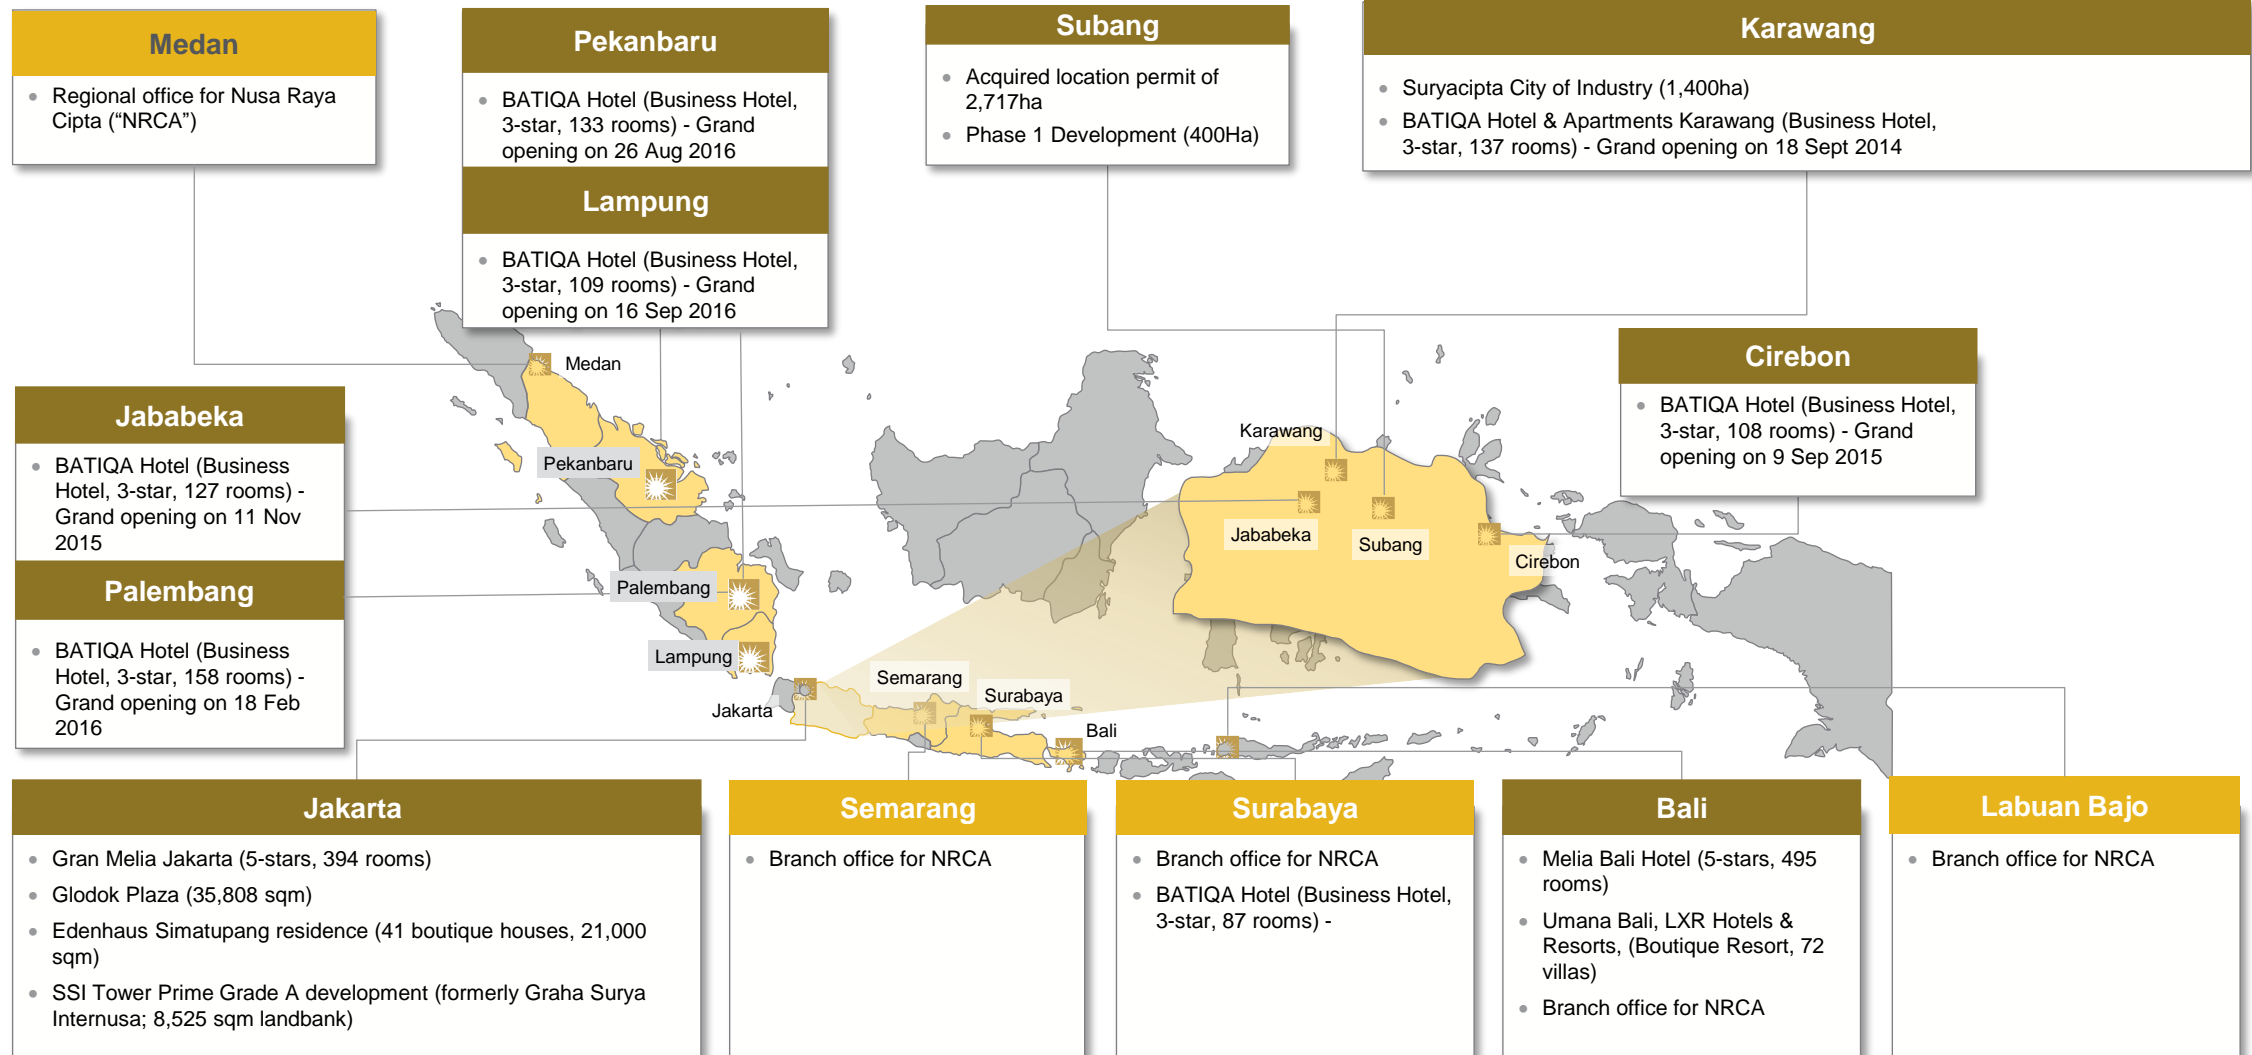 Medan
Regional office for Nusa Raya
Cipta (“NRCA”)
Pekanbaru
BATIQA Hotel (Business Hotel,
3-star, 133 rooms) - Grand
opening on 26 Aug 2016
Lampung
BATIQA Hotel (Business Hotel,
3-star, 109 rooms) - Grand
opening on 16 Sep 2016
Subang
Acquired location permit of
2,717ha
Phase 1 Development (400Ha)
Karawang
Suryacipta City of Industry (1,400ha)
BATIQA Hotel & Apartments Karawang (Business Hotel,
3-star, 137 rooms) - Grand opening on 18 Sept 2014
Cirebon
BATIQA Hotel (Business Hotel,
3-star, 108 rooms) - Grand
opening on 9 Sep 2015
Jababeka
BATIQA Hotel (Business
Hotel, 3-star, 127 rooms) -
Grand opening on 11 Nov
2015
Palembang
BATIQA Hotel (Business
Hotel, 3-star, 158 rooms) -
Grand opening on 18 Feb
2016
Medan
Pekanbaru
Palembang
Lampung
Jakarta
Semarang
Surabaya
Bali
Karawang
Jababeka
Subang
Cirebon
Jakarta
Gran Melia Jakarta (5-stars, 394 rooms)
Glodok Plaza (35,808 sqm)
Edenhaus Simatupang residence (41 boutique houses, 21,000
sqm)
SSI Tower Prime Grade A development (formerly Graha Surya
Internusa; 8,525 sqm landbank)
Semarang
Branch office for NRCA
Surabaya
Branch office for NRCA
BATIQA Hotel (Business Hotel,
3-star, 87 rooms) -
Bali
Melia Bali Hotel (5-stars, 495
rooms)
Umana Bali, LXR Hotels &
Resorts, (Boutique Resort, 72
villas)
Branch office for NRCA
Labuan Bajo
Branch office for NRCA